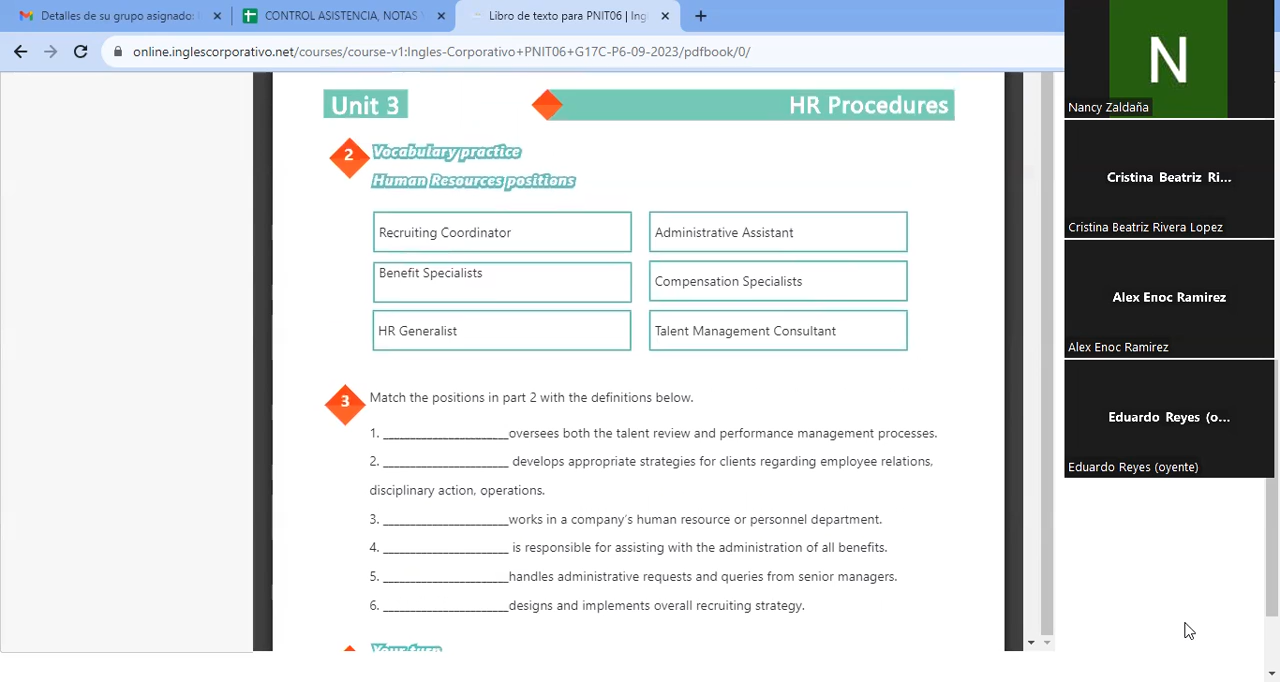 Detalles de su grupo asignado:
CONTROL ASISTENCIA, NOTAS
Libro de texto para PNIT06 | Ing
online.inglescorporativo.net/courses/course-v1:Ingles-Corporativo+PNIT06+G17C-P6-09-2023/pdfbook/0/
N
Nancy Zaldaña
Cristina Beatriz Ri...
Cristina Beatriz Rivera Lopez
Alex Enoc Ramirez
Alex Enoc Ramirez
Eduardo Reyes (o...
Eduardo Reyes (oyente)
Unit 3
HR Procedures
2
Vocabulary practice
Human Resources positions
Recruiting Coordinator
Administrative Assistant
Benefit Specialists
Compensation Specialists
HR Generalist
Talent Management Consultant
3
Match the positions in part 2 with the definitions below.
1. ____________________oversees both the talent review and performance management processes.
2. ____________________ develops appropriate strategies for clients regarding employee relations,
disciplinary action, operations.
3. ____________________works in a company's human resource or personnel department.
4. ____________________ is responsible for assisting with the administration of all benefits.
5. ____________________handles administrative requests and queries from senior managers.
6. ____________________designs and implements overall recruiting strategy.
Your turn